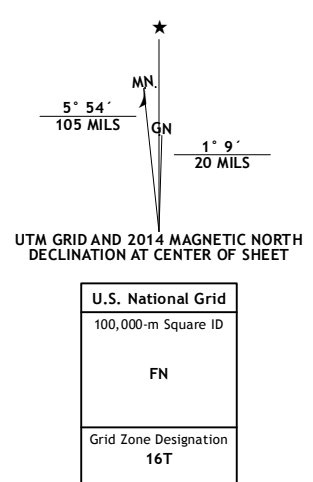 ★
MN.
5° 54´
105 MILS
GN
1° 9´
20 MILS
UTM GRID AND 2014 MAGNETIC NORTH
DECLINATION AT CENTER OF SHEET
U.S. National Grid
100,000-m Square ID
FN
Grid Zone Designation
16T